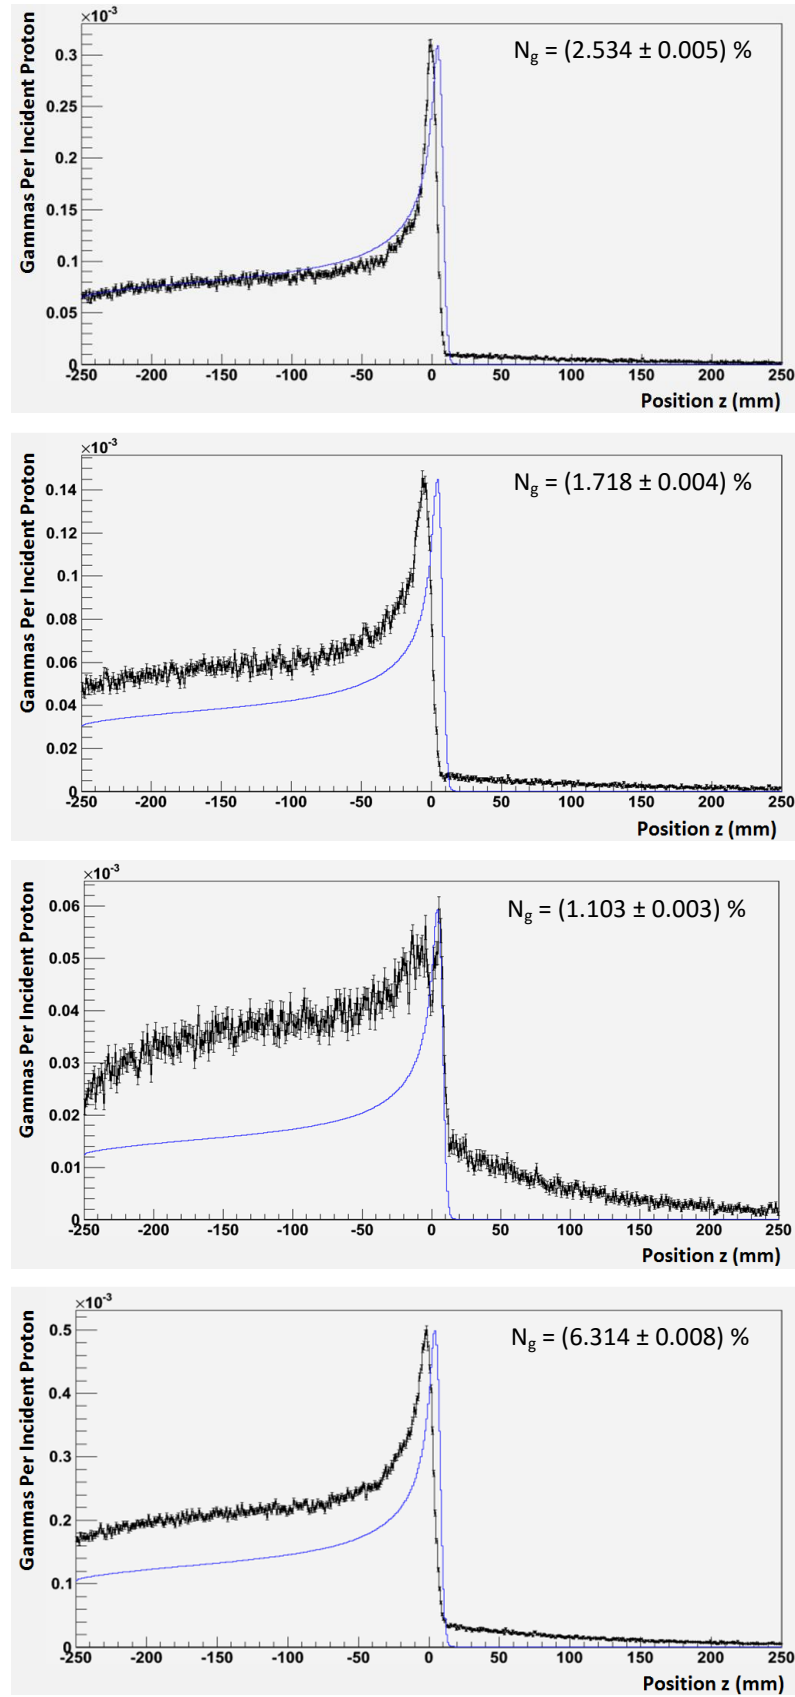 ×10⁻³
Gammas Per Incident Proton
N_g = (2.534 ± 0.005) %
0.3
0.25
0.2
0.15
0.1
0.05
0
-250 -200 -150 -100 -50 0 50 100 150 200 250
Position z (mm)
×10⁻³
Gammas Per Incident Proton
N_g = (1.718 ± 0.004) %
0.14
0.12
0.1
0.08
0.06
0.04
0.02
0
-250 -200 -150 -100 -50 0 50 100 150 200 250
Position z (mm)
×10⁻³
Gammas Per Incident Proton
N_g = (1.103 ± 0.003) %
0.06
0.05
0.04
0.03
0.02
0.01
0
-250 -200 -150 -100 -50 0 50 100 150 200 250
Position z (mm)
×10⁻³
Gammas Per Incident Proton
N_g = (6.314 ± 0.008) %
0.5
0.4
0.3
0.2
0.1
0
-250 -200 -150 -100 -50 0 50 100 150 200 250
Position z (mm)